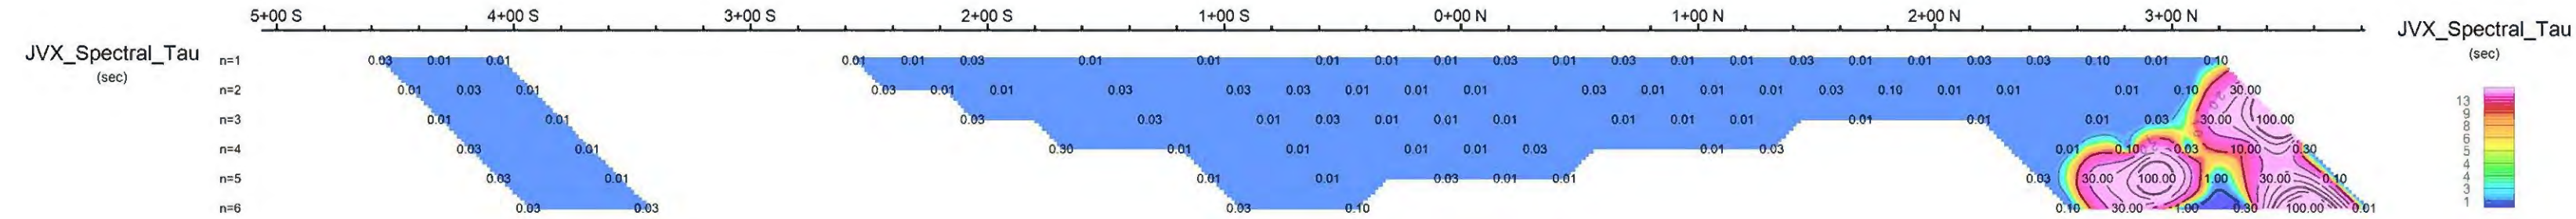 5+00 S 4+00 S 3+00 S 2+00 S 1+00 S 0+00 N 1+00 N 2+00 N 3+00 N
JVX_Spectral_Tau JVX_Spectral_Tau
(sec) (sec)
n=1 0.03 0.01 0.01 0.01 0.01 0.03 0.01 0.01 0.01 0.01 0.01 0.03 0.01 0.03 0.01 0.01 0.03 0.01 0.01 0.03 0.03 0.10 0.01 0.10
n=2 0.01 0.03 0.01 0.03 0.01 0.01 0.03 0.03 0.03 0.01 0.01 0.01 0.03 0.01 0.01 0.01 0.03 0.10 0.01 0.01 0.01 0.10 30.00
n=3 0.01 0.01 0.03 0.03 0.01 0.03 0.01 0.01 0.01 0.01 0.01 0.01 0.01 0.01 0.01 0.03 30.00 100.00
n=4 0.03 0.01 0.30 0.01 0.01 0.01 0.01 0.03 0.01 0.03 0.01 0.10 0.03 10.00 0.30
n=5 0.03 0.01 0.01 0.01 0.03 0.01 0.01 0.03 30.00 100.00 1.00 30.00 0.10
n=6 0.03 0.03 0.03 0.10 0.10 30.00 1.00 0.30 100.00 0.01
13
9
8
6
5
4
4
3
1